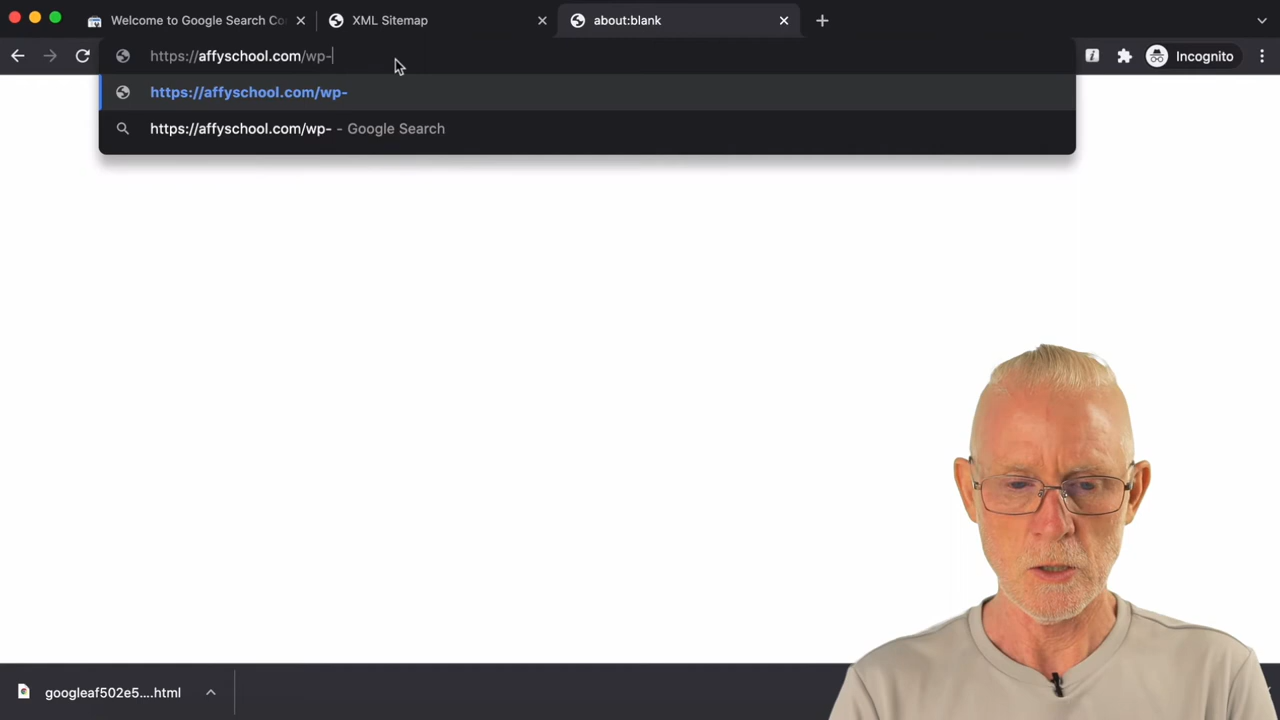 Welcome to Google Search Co
XML Sitemap
about:blank
https://affyschool.com/wp-
Incognito
https://affyschool.com/wp-
https://affyschool.com/wp- - Google Search
googleaf502e5....html